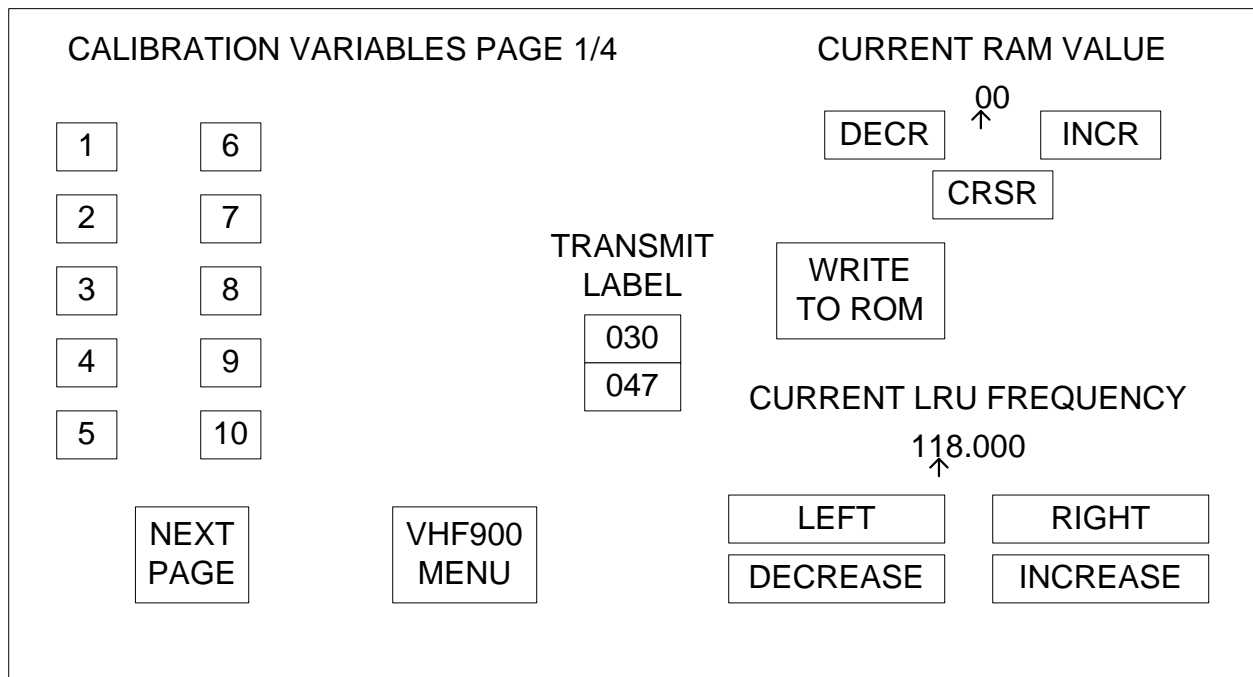 CALIBRATION VARIABLES PAGE 1/4
CURRENT RAM VALUE
00
DECR
INCR
CRSR
1
6
2
7
3
8
4
9
5
10
TRANSMIT
LABEL
030
047
WRITE
TO ROM
CURRENT LRU FREQUENCY
118.000
LEFT
RIGHT
DECREASE
INCREASE
NEXT
PAGE
VHF900
MENU